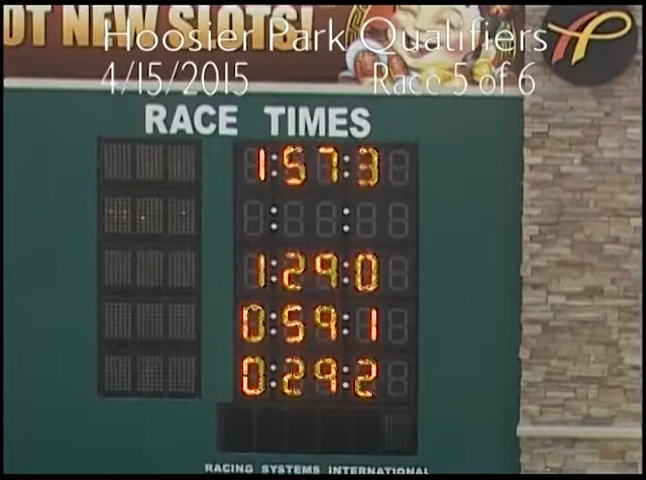 OT NEW SLOTS!
Hoosier Park Qualifiers
4/15/2015 Race 5 of 6
RACE TIMES
1:57:3
: :
1:29:0
0:59:1
0:29:2
RACING SYSTEMS INTERNATIONAL